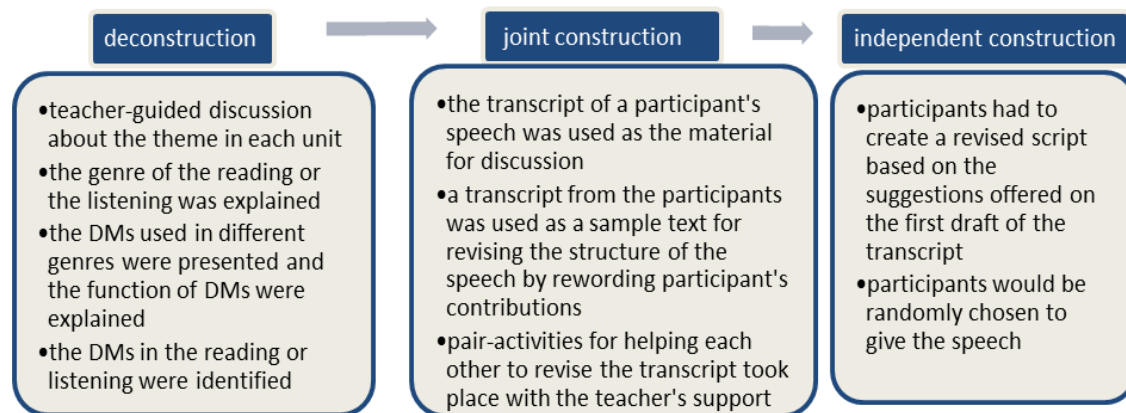 deconstruction
•teacher-guided discussion
about the theme in each unit
•the genre of the reading or
the listening was explained
•the DMs used in different
genres were presented and
the function of DMs were
explained
•the DMs in the reading or
listening were identified
joint construction
•the transcript of a participant's
speech was used as the material
for discussion
•a transcript from the participants
was used as a sample text for
revising the structure of the
speech by rewording participant's
contributions
•pair-activities for helping each
other to revise the transcript took
place with the teacher's support
independent construction
•participants had to
create a revised script
based on the
suggestions offered on
the first draft of the
transcript
•participants would be
randomly chosen to
give the speech